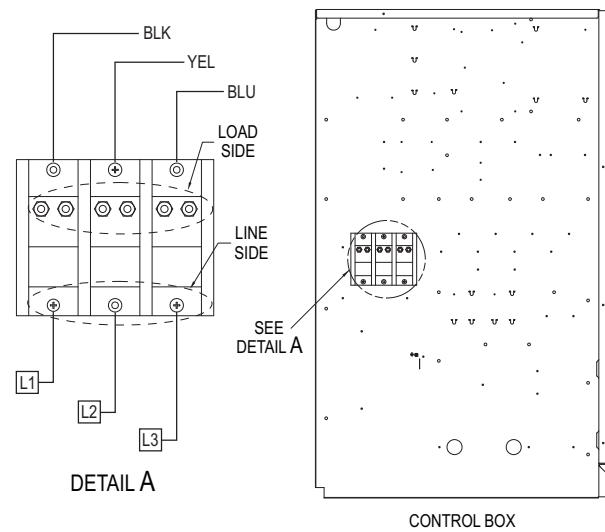 BLK
YEL
BLU
LOAD
SIDE
LINE
SIDE
L1
L2
L3
DETAIL A
SEE
DETAIL A
CONTROL BOX